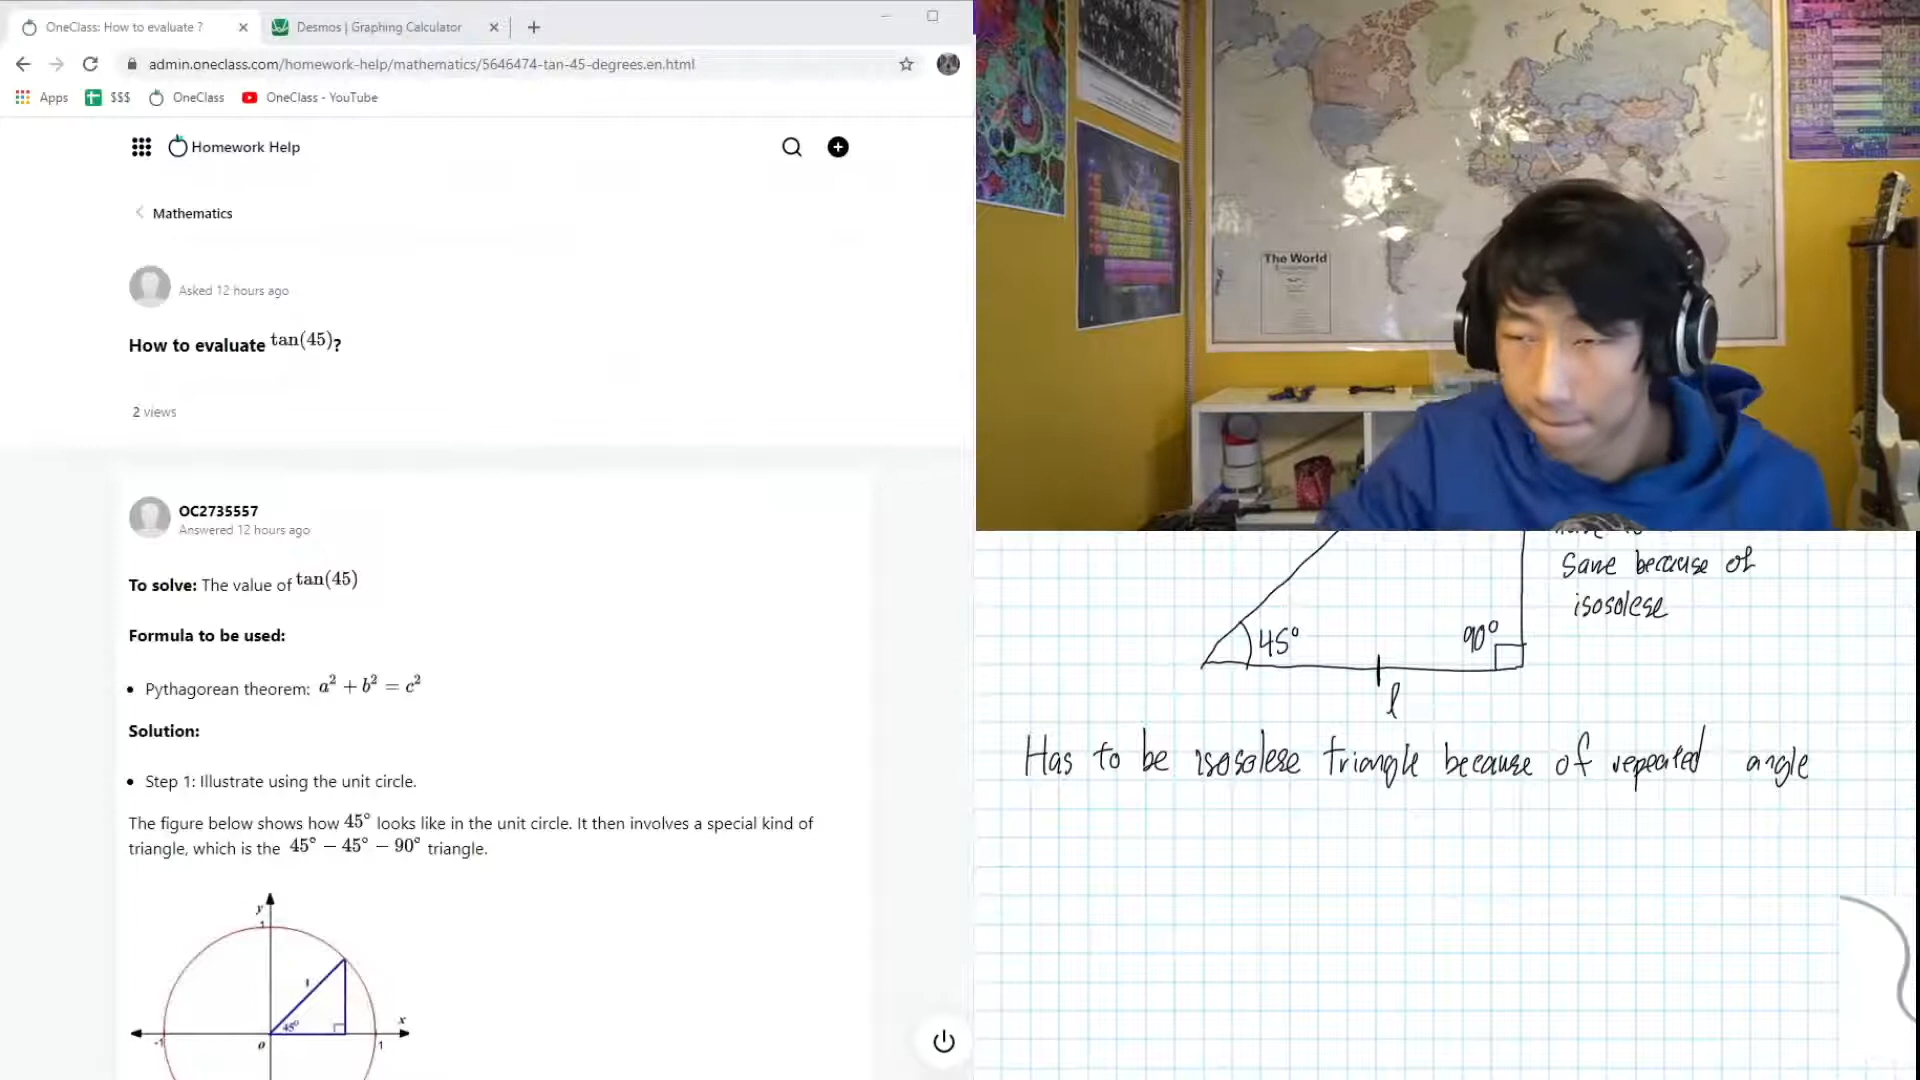 OneClass: How to evaluate ?
Desmos | Graphing Calculator
admin.oneclass.com/homework-help/mathematics/5646474-tan-45-degrees.en.html
Apps
$$$
OneClass
OneClass - YouTube
Homework Help
Mathematics
Asked 12 hours ago
How to evaluate tan(45)?
2 views
OC2735557
Answered 12 hours ago
To solve: The value of tan(45)
Formula to be used:
• Pythagorean theorem: a² + b² = c²
Solution:
• Step 1: Illustrate using the unit circle.
The figure below shows how 45° looks like in the unit circle. It then involves a special kind of
triangle, which is the 45° − 45° − 90° triangle.
y
1
1
45°
x
-1
o
1
The World
Same because of
isosolese
45°
90°
l
Has to be isosolese triangle because of repeated angle